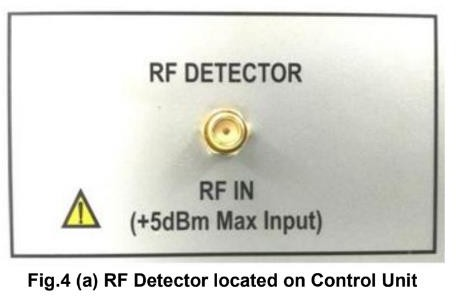 RF DETECTOR
RF IN
(+5dBm Max Input)
Fig.4 (a) RF Detector located on Control Unit